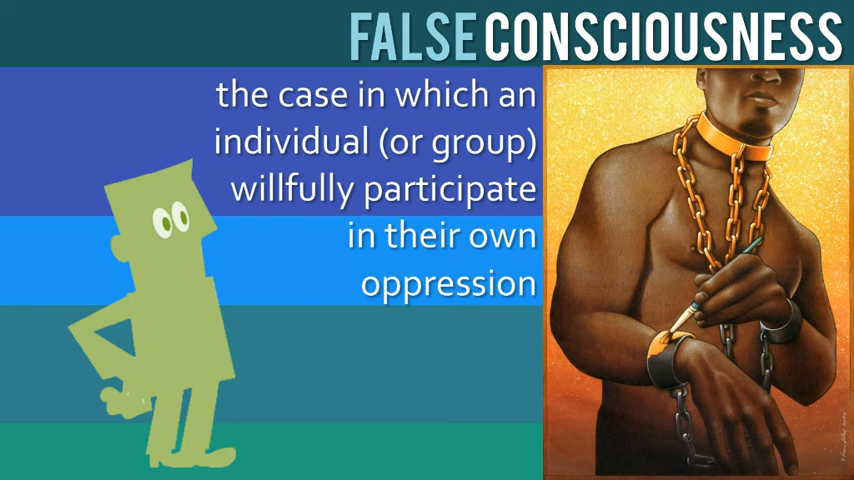 FALSE CONSCIOUSNESS
the case in which an
individual (or group)
willfully participate
in their own
oppression